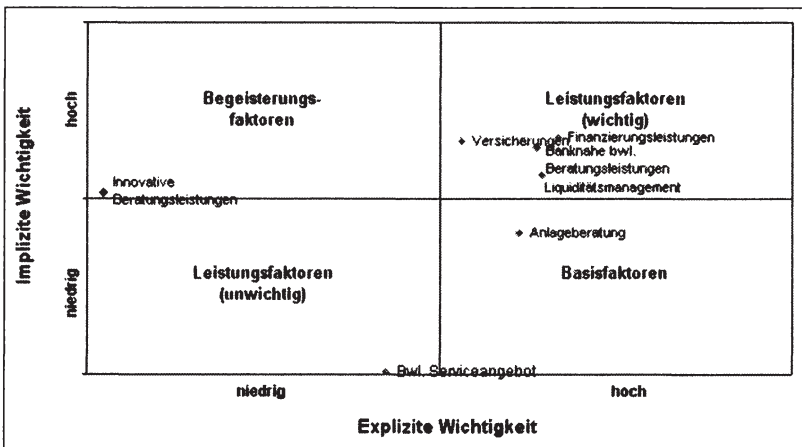 Implizite Wichtigkeit
hoch
niedrig
Begeisterungs-
faktoren
Leistungsfaktoren
(wichtig)
Versicherungen
Finanzierungsleistungen
Banknahe bwl.
Beratungsleistungen
Liquiditätsmanagement
Innovative
Beratungsleistungen
Anlageberatung
Leistungsfaktoren
(unwichtig)
Basisfaktoren
Bwl. Serviceangebot
niedrig
hoch
Explizite Wichtigkeit